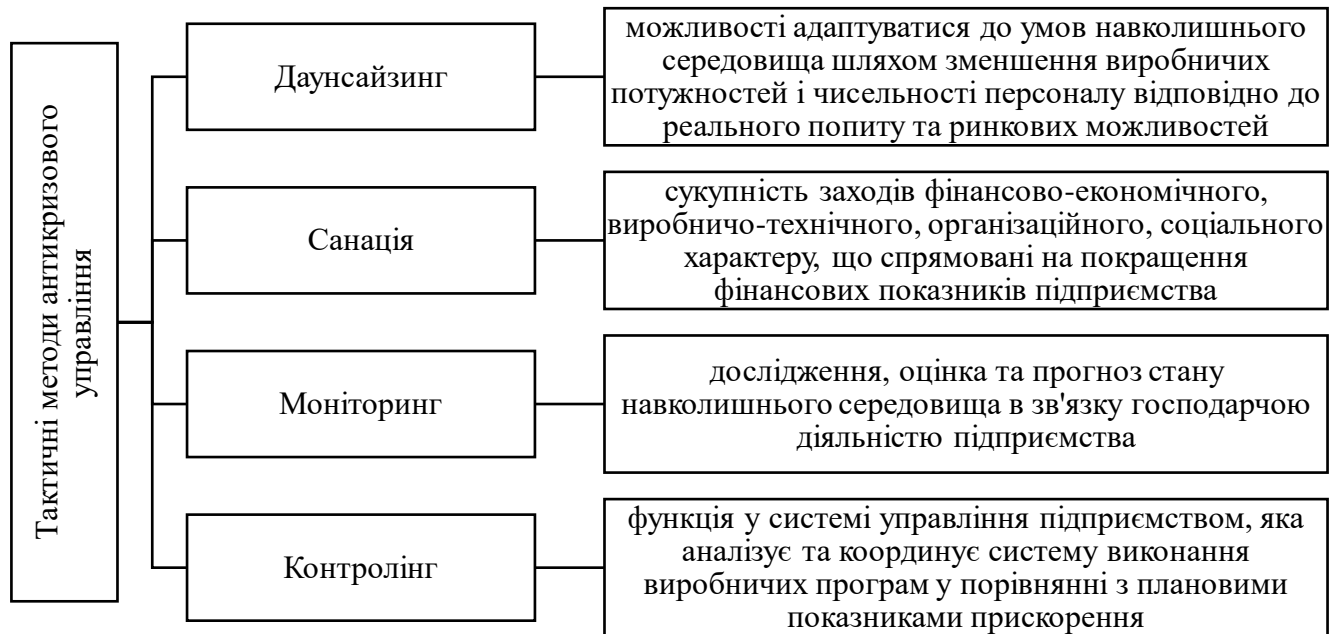 Тактичні методи антикризового
управління
Даунсайзинг
можливості адаптуватися до умов навколишнього
середовища шляхом зменшення виробничих
потужностей і чисельності персоналу відповідно до
реального попиту та ринкових можливостей
Санація
сукупність заходів фінансово-економічного,
виробничо-технічного, організаційного, соціального
характеру, що спрямовані на покращення
фінансових показників підприємства
Моніторинг
дослідження, оцінка та прогноз стану
навколишнього середовища в зв'язку господарчою
діяльністю підприємства
Контролінг
функція у системі управління підприємством, яка
аналізує та координує систему виконання
виробничих програм у порівнянні з плановими
показниками прискорення